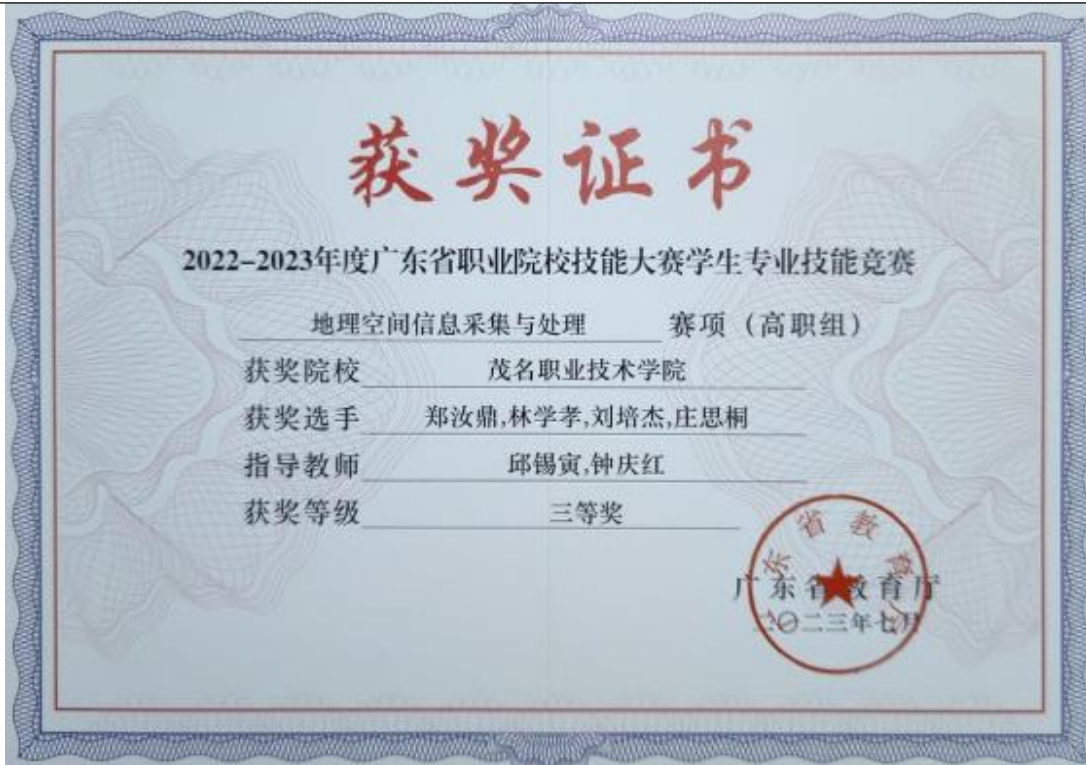 获奖证书
2022-2023年度广东省职业院校技能大赛学生专业技能竞赛
地理空间信息采集与处理 赛项（高职组）
获奖院校 茂名职业技术学院
获奖选手 郑汝鼎,林学孝,刘培杰,庄思桐
指导教师 邱锡寅,钟庆红
获奖等级 三等奖
广东省教育厅
二〇二三年七月